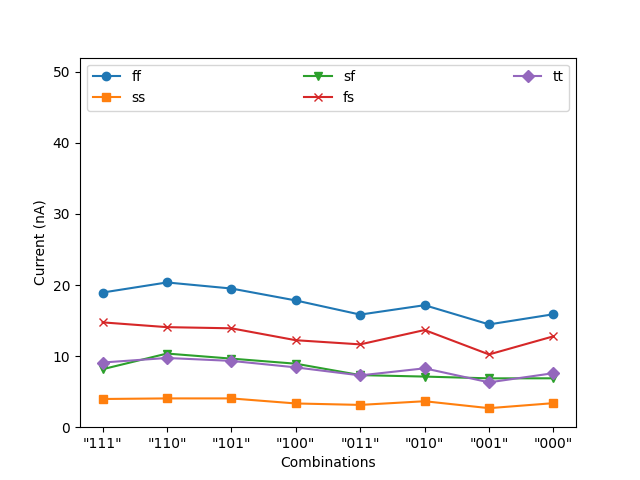 50
40
30
20
10
0
Current (nA)
ff
ss
sf
fs
tt
"111" "110" "101" "100" "011" "010" "001" "000"
Combinations